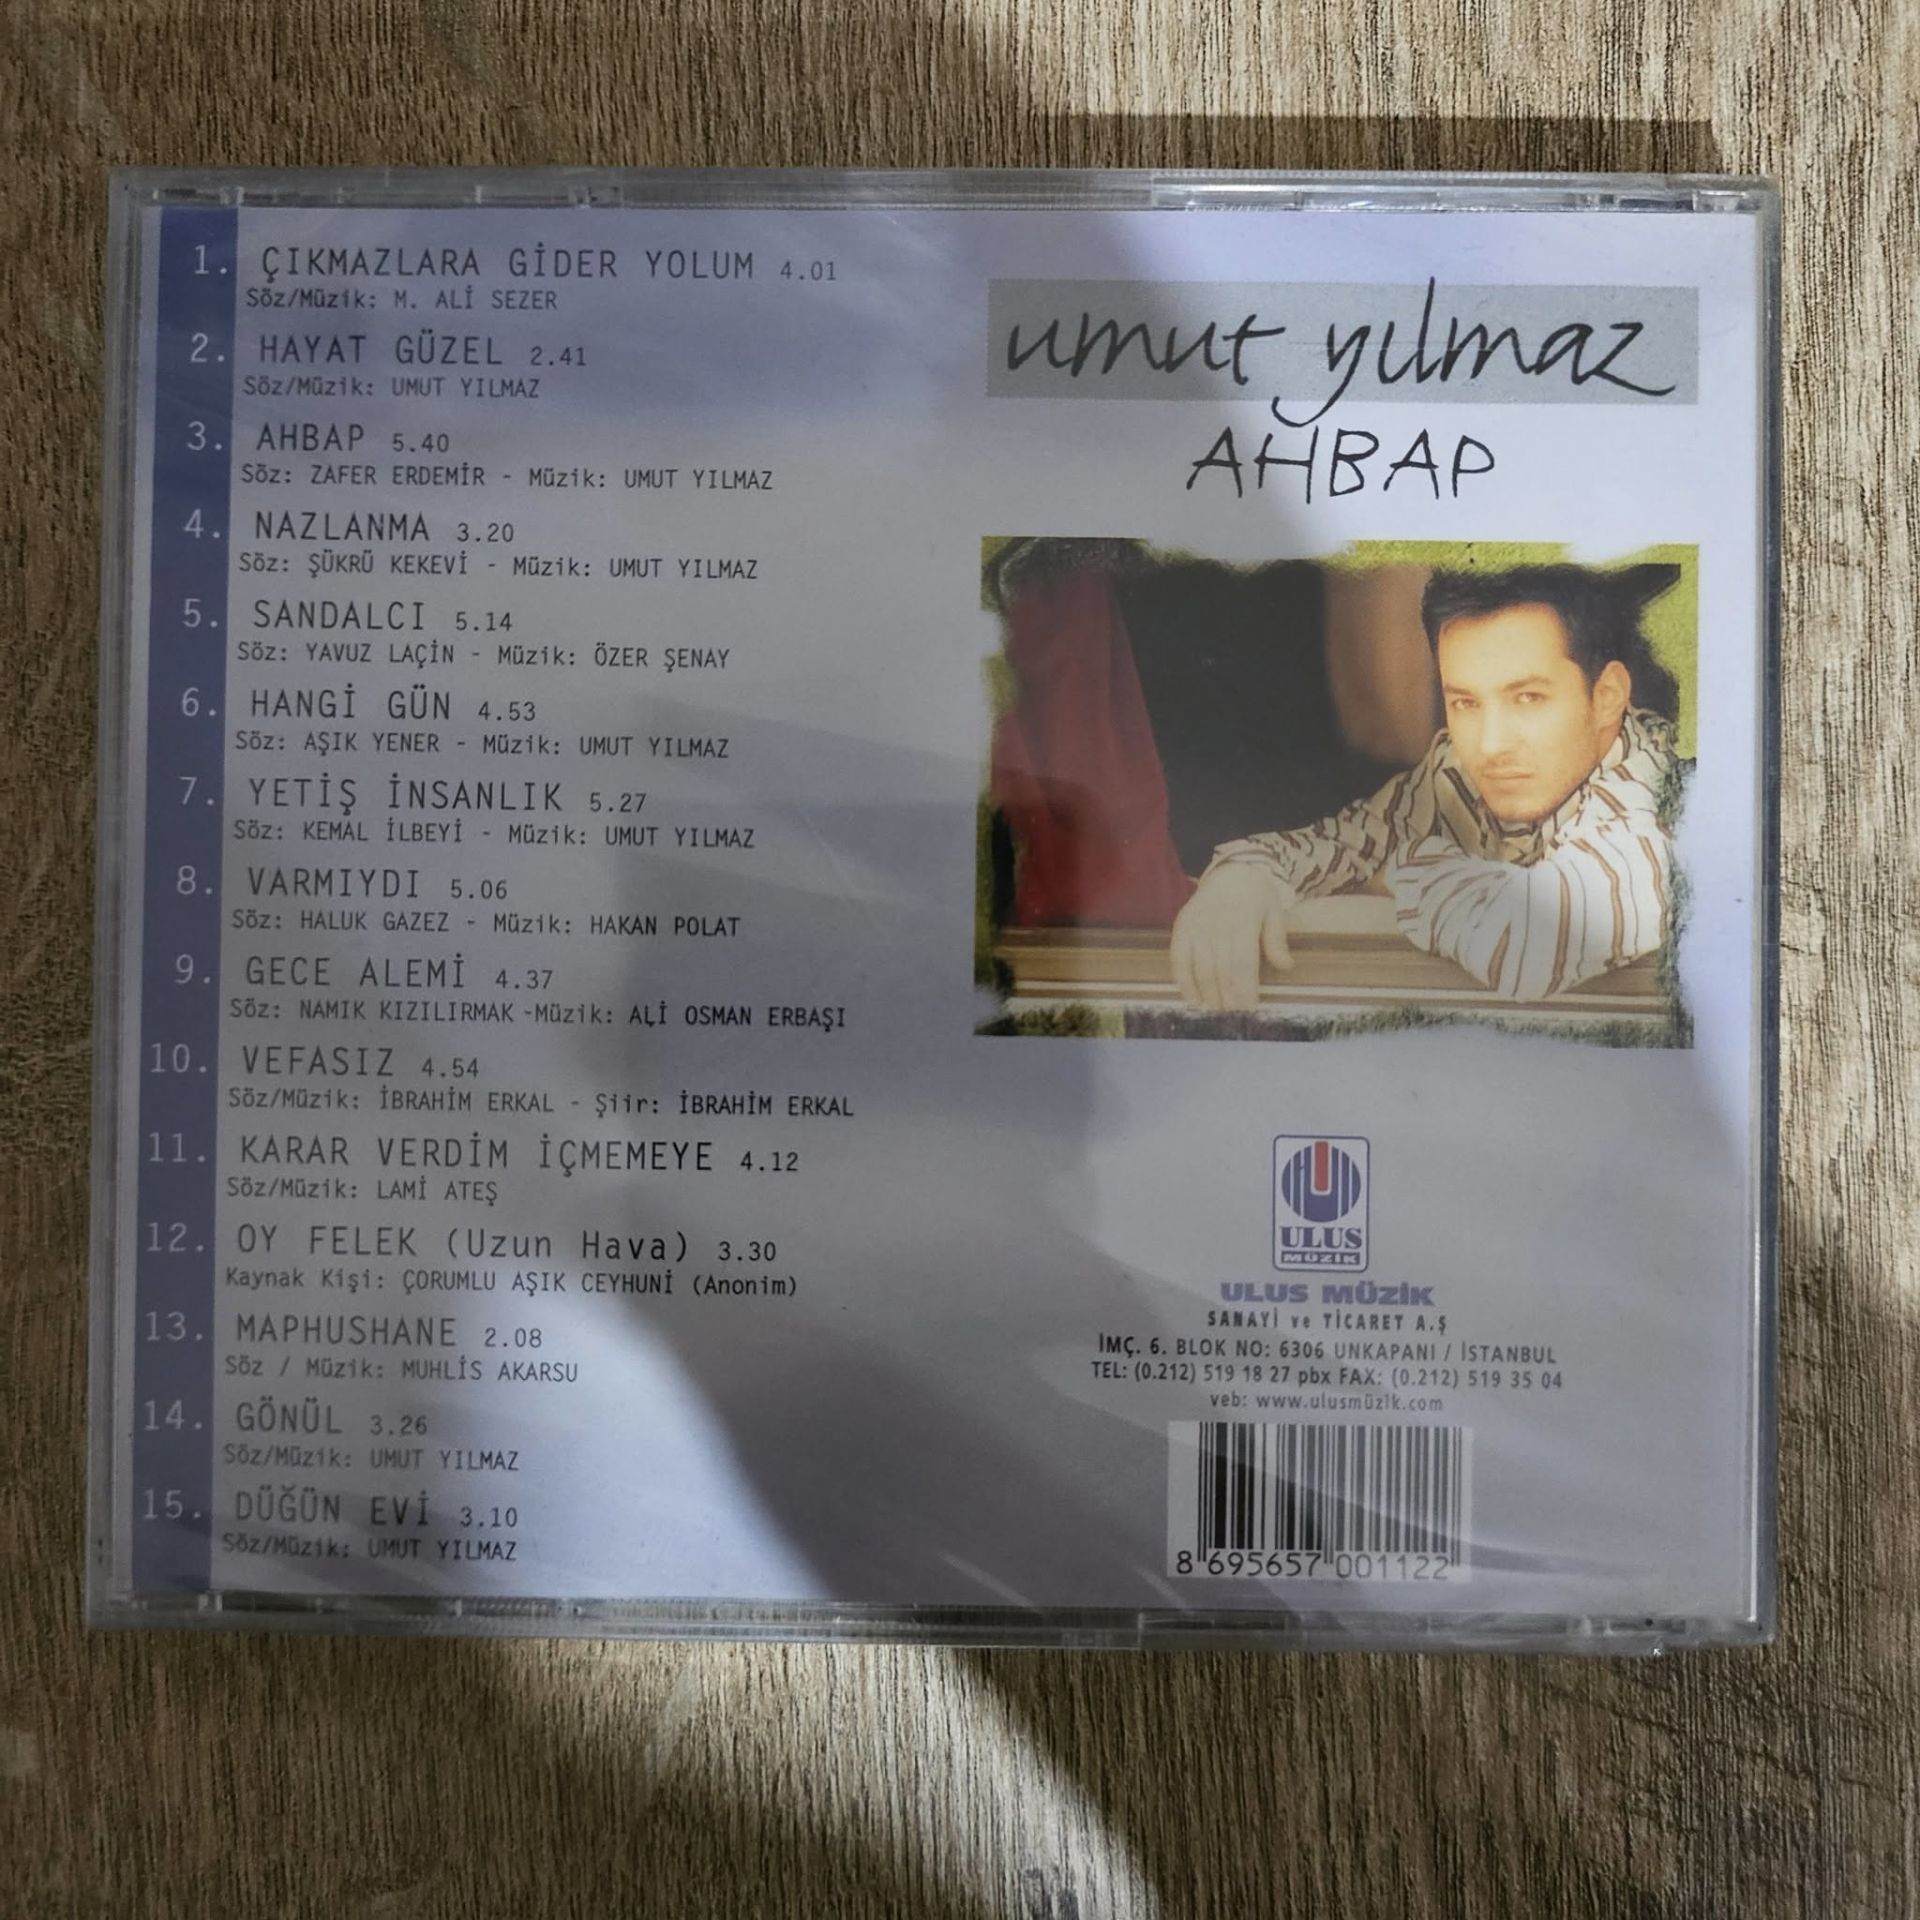 1. ÇIKMAZLARA GİDER YOLUM 4.01
Söz/Müzik: M. ALİ SEZER
2. HAYAT GÜZEL 2.41
Söz/Müzik: UMUT YILMAZ
3. AHBAP 5.40
Söz: ZAFER ERDEMİR - Müzik: UMUT YILMAZ
4. NAZLANMA 3.20
Söz: ŞÜKRÜ KEKEVİ - Müzik: UMUT YILMAZ
5. SANDALCI 5.14
Söz: YAVUZ LAÇİN - Müzik: ÖZER ŞENAY
6. HANGİ GÜN 4.53
Söz: AŞIK YENER - Müzik: UMUT YILMAZ
7. YETİŞ İNSANLIK 5.27
Söz: KEMAL İLBEYİ - Müzik: UMUT YILMAZ
8. VARMIYDI 5.06
Söz: HALUK GAZEZ - Müzik: HAKAN POLAT
9. GECE ALEMİ 4.37
Söz: NAMIK KIZILIRMAK -Müzik: ALİ OSMAN ERBAŞI
10. VEFASIZ 4.54
Söz/Müzik: İBRAHİM ERKAL - Şiir: İBRAHİM ERKAL
11. KARAR VERDİM İÇMEMEYE 4.12
Söz/Müzik: LAMİ ATEŞ
12. OY FELEK (Uzun Hava) 3.30
Kaynak Kişi: ÇORUMLU AŞIK CEYHUNİ (Anonim)
13. MAPHUSHANE 2.08
Söz / Müzik: MUHLİS AKARSU
14. GÖNÜL 3.26
Söz/Müzik: UMUT YILMAZ
15. DÜĞÜN EVİ 3.10
Söz/Müzik: UMUT YILMAZ
umut yılmaz
AHBAP
ULUS
MÜZİK
ULUS MÜZİK
SANAYİ ve TİCARET A.Ş
İMÇ. 6. BLOK NO: 6306 UNKAPANI / İSTANBUL
TEL: (0.212) 519 18 27 pbx FAX: (0.212) 519 35 04
veb: www.ulusmüzik.com
8 695657 001122